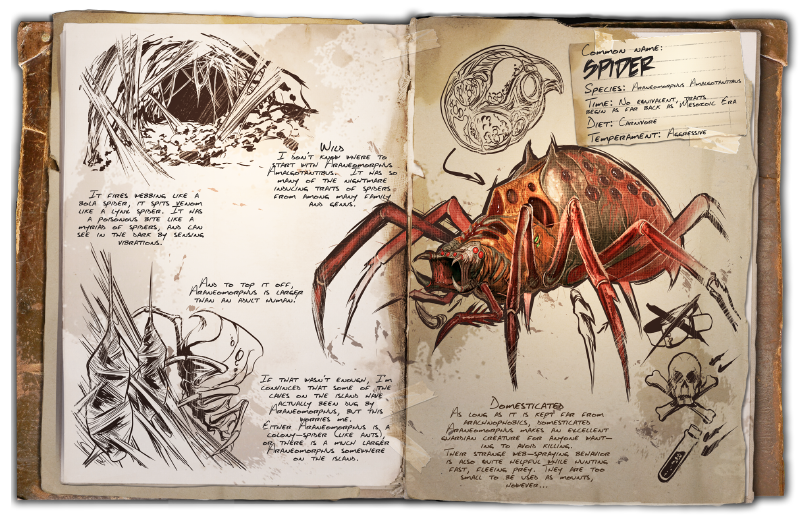 Wild
I don't know where to
start with Araneomorphus
Amalgotantibus. It has so
many of the nightmare
inducing traits of spiders
from among many family
and genus.
It fires webbing like a
bola spider, it spits venom
like a lynx spider. It has
a poisonous bite like a
myriad of spiders, and can
see in the dark by sensing
vibrations.
And to top it off,
Araneomorphus is larger
than an adult human!
If that wasn't enough, I'm
convinced that some of the
caves on the island have
actually been dug by
Araneomorphus, but this
worries me.
Either Araneomorphus is a
colony-spider (like ants),
or there is a much larger
Araneomorphus somewhere
on the island.
Common name:
Spider
Species: Araneomorphus Amalgotantibus
Time: No equivalent, traits
begin as far back as Mesozoic Era
Diet: Carnivore
Temperament: Aggressive
Domesticated
As long as it is kept far from
arachnophobics, domesticated
Araneomorphus makes an excellent
guardian creature for anyone want-
ing to avoid killing.
Their strange web-spraying behavior
is also quite helpful while hunting
fast, fleeing prey. They are too
small to be used as mounts,
however...